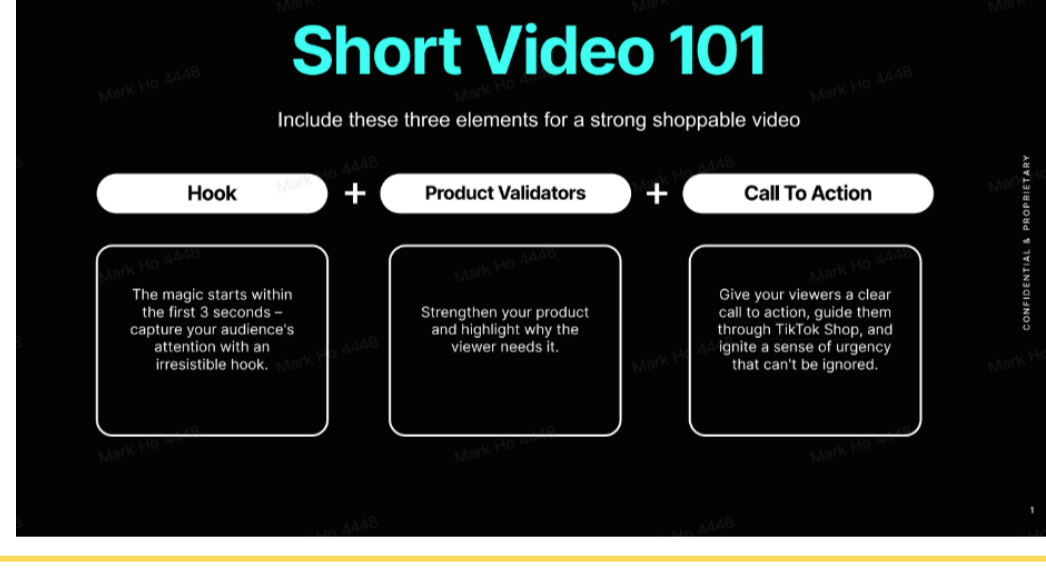 Short Video 101
Include these three elements for a strong shoppable video
Hook + Product Validators + Call To Action
The magic starts within
the first 3 seconds –
capture your audience's
attention with an
irresistible hook.
Strengthen your product
and highlight why the
viewer needs it.
Give your viewers a clear
call to action, guide them
through TikTok Shop, and
ignite a sense of urgency
that can't be ignored.
CONFIDENTIAL & PROPRIETARY
1
Mark Ho 4448